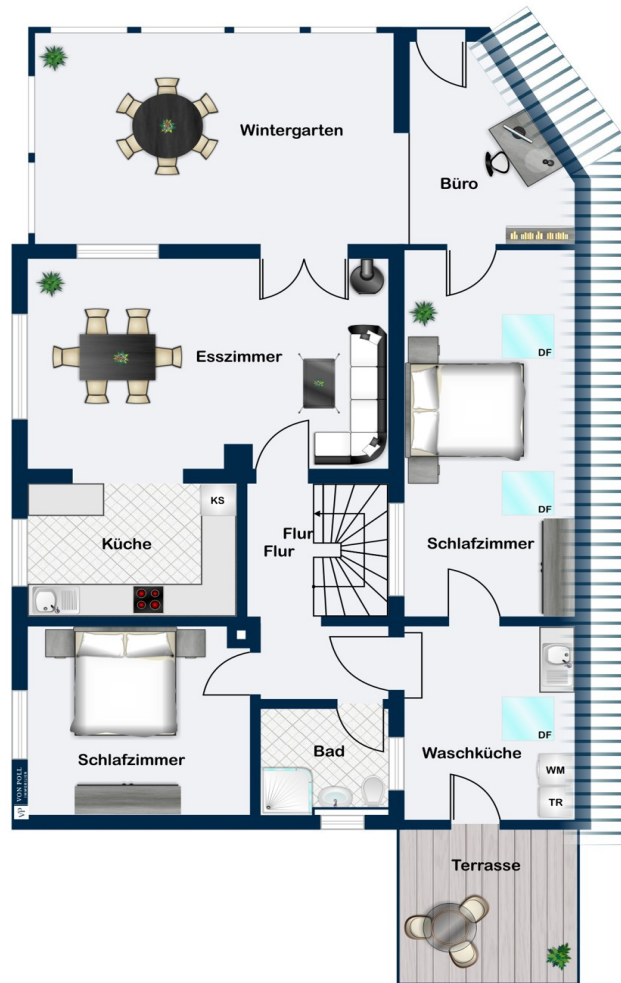 Wintergarten
Büro
Esszimmer
DF
DF
KS
Küche
Flur
Flur
Schlafzimmer
Schlafzimmer
Bad
Waschküche
DF
WM
TR
VP VON POLL
IMMOBILIEN
Terrasse